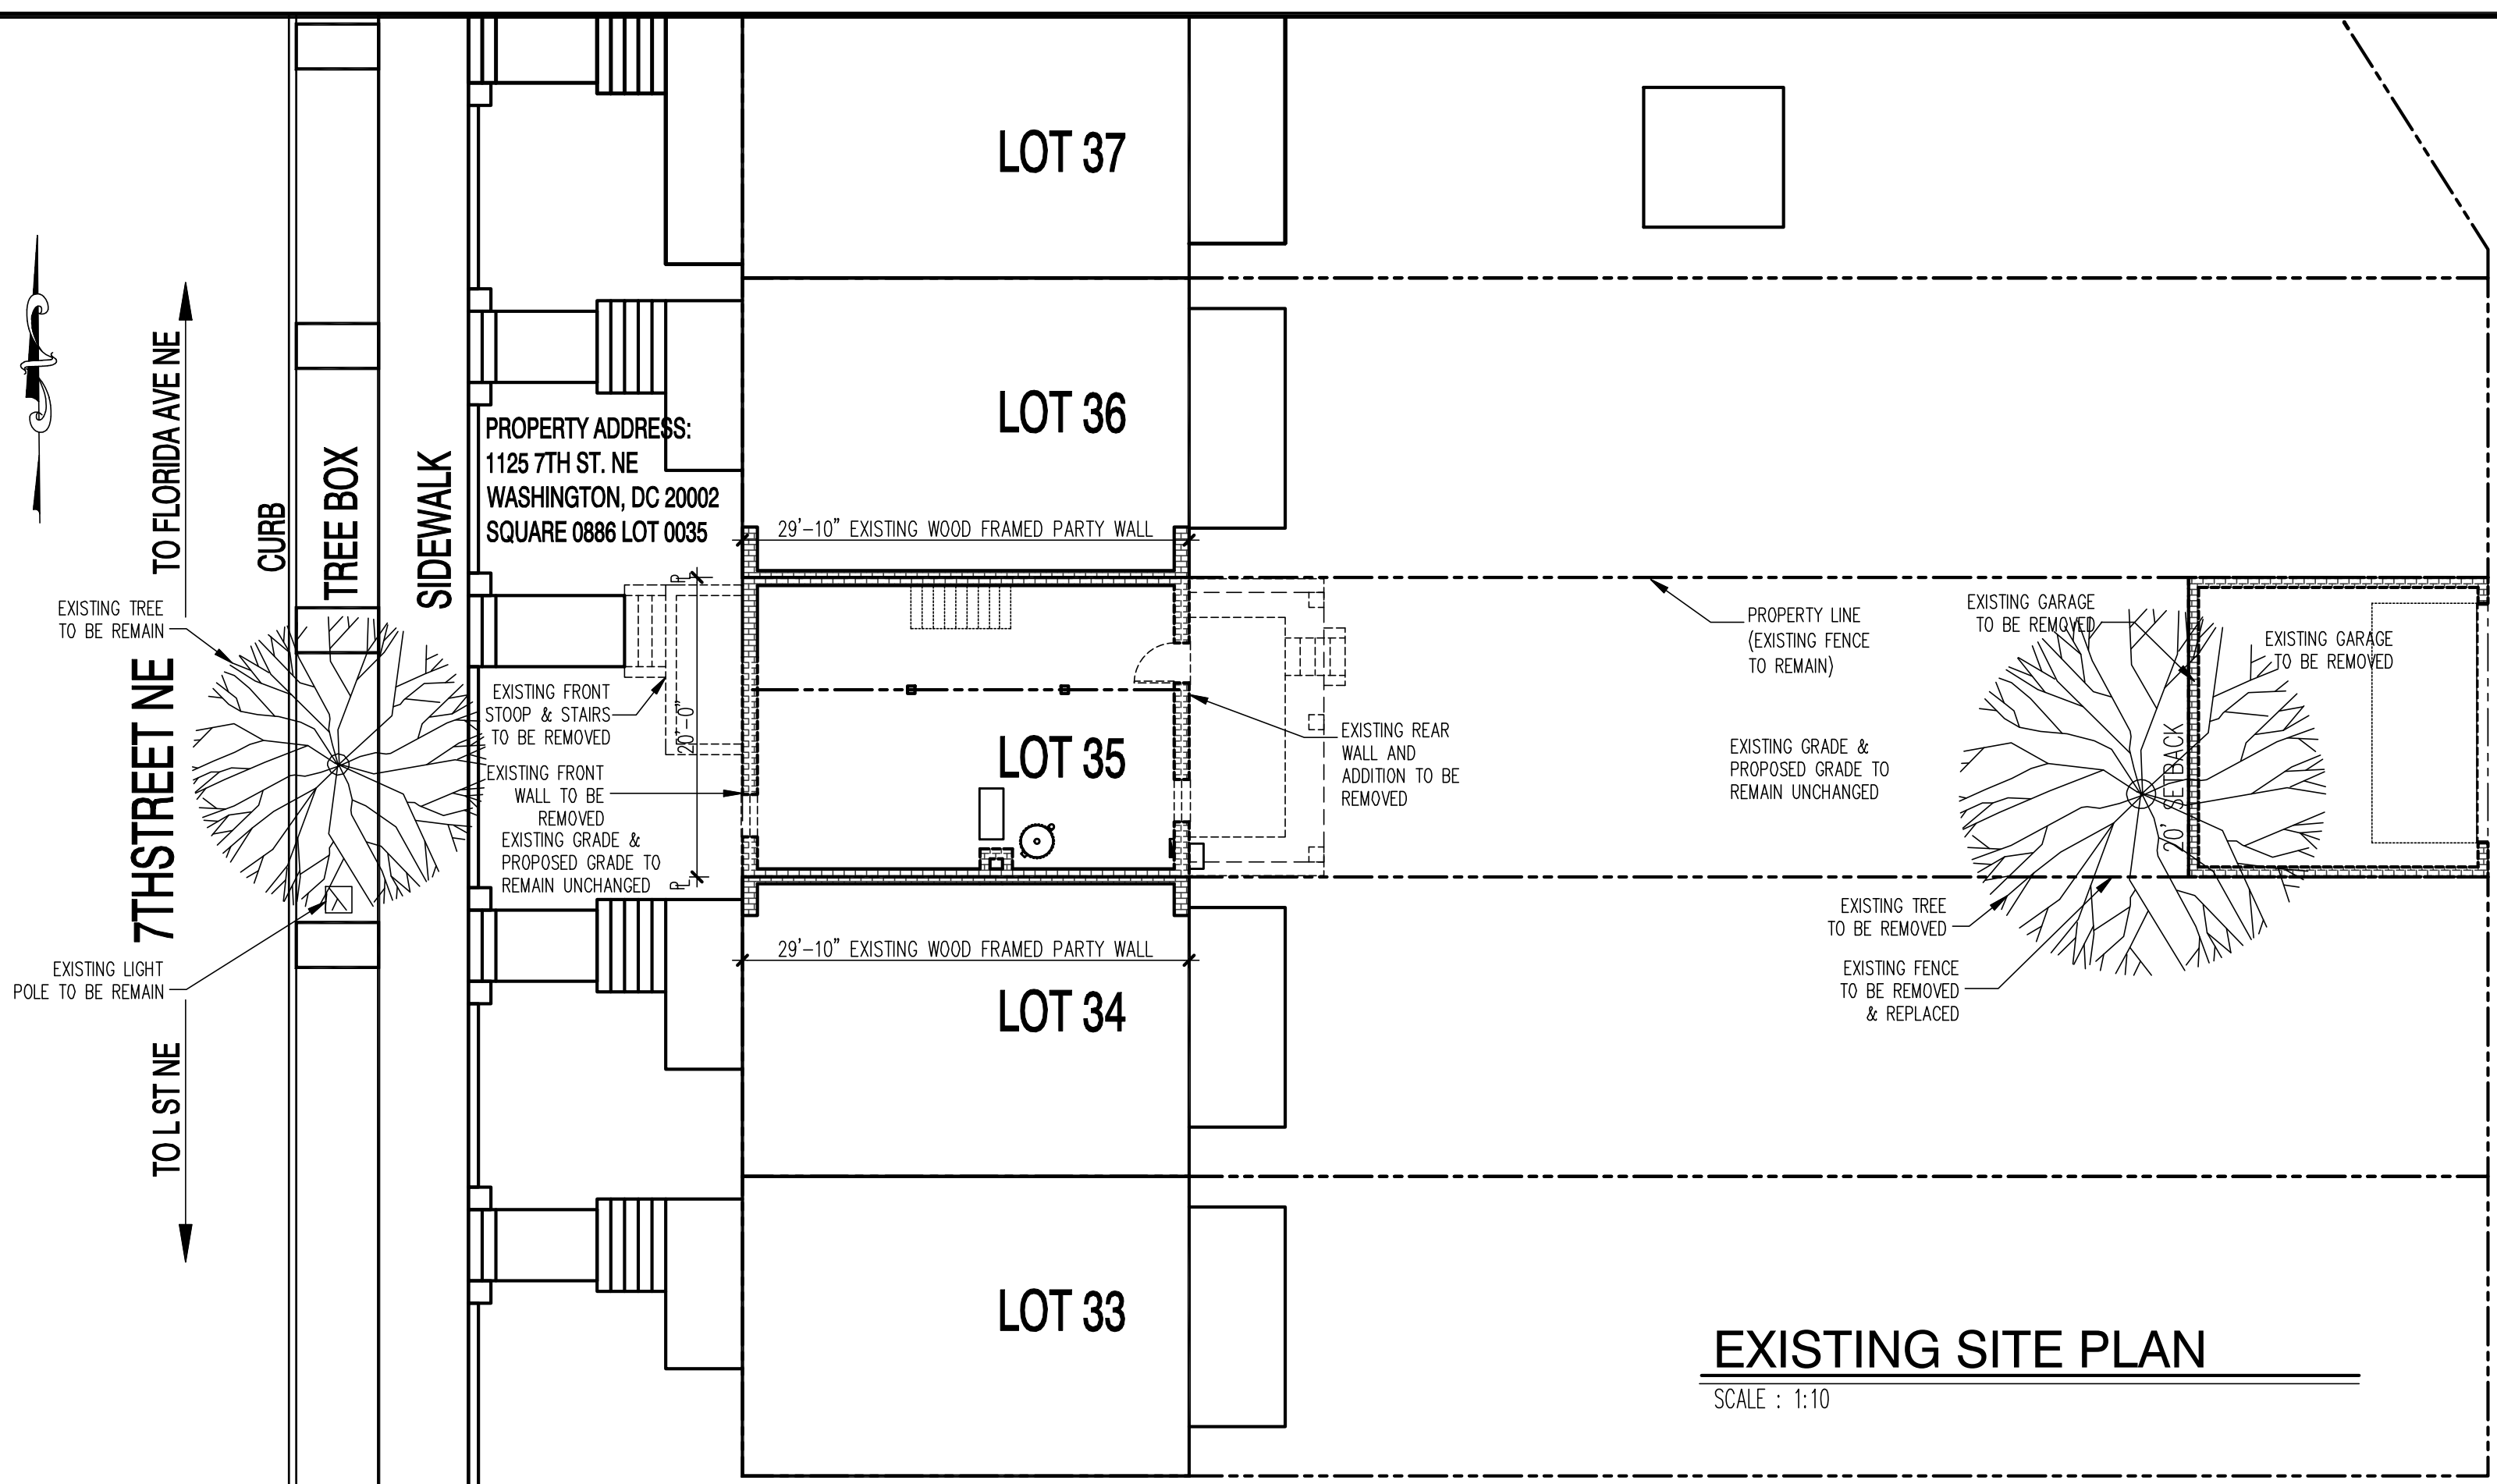 LOT 37
LOT 36
TO FLORIDA AVE NE
CURB
TREE BOX
SIDEWALK
PROPERTY ADDRESS:
1125 7TH ST. NE
WASHINGTON, DC 20002
SQUARE 0886 LOT 0035
29'-10" EXISTING WOOD FRAMED PARTY WALL
EXISTING TREE
TO BE REMAIN
7THSTREET NE
EXISTING FRONT
STOOP & STAIRS
TO BE REMOVED
20'-0"
EXISTING FRONT
WALL TO BE
REMOVED
EXISTING GRADE &
PROPOSED GRADE TO
REMAIN UNCHANGED
LOT 35
EXISTING REAR
WALL AND
ADDITION TO BE
REMOVED
PROPERTY LINE
(EXISTING FENCE
TO REMAIN)
EXISTING GRADE &
PROPOSED GRADE TO
REMAIN UNCHANGED
EXISTING GARAGE
TO BE REMOVED
EXISTING GARAGE
TO BE REMOVED
20' SETBACK
EXISTING TREE
TO BE REMOVED
EXISTING FENCE
TO BE REMOVED
& REPLACED
EXISTING LIGHT
POLE TO BE REMAIN
29'-10" EXISTING WOOD FRAMED PARTY WALL
LOT 34
TO L ST NE
LOT 33
EXISTING SITE PLAN
SCALE : 1:10